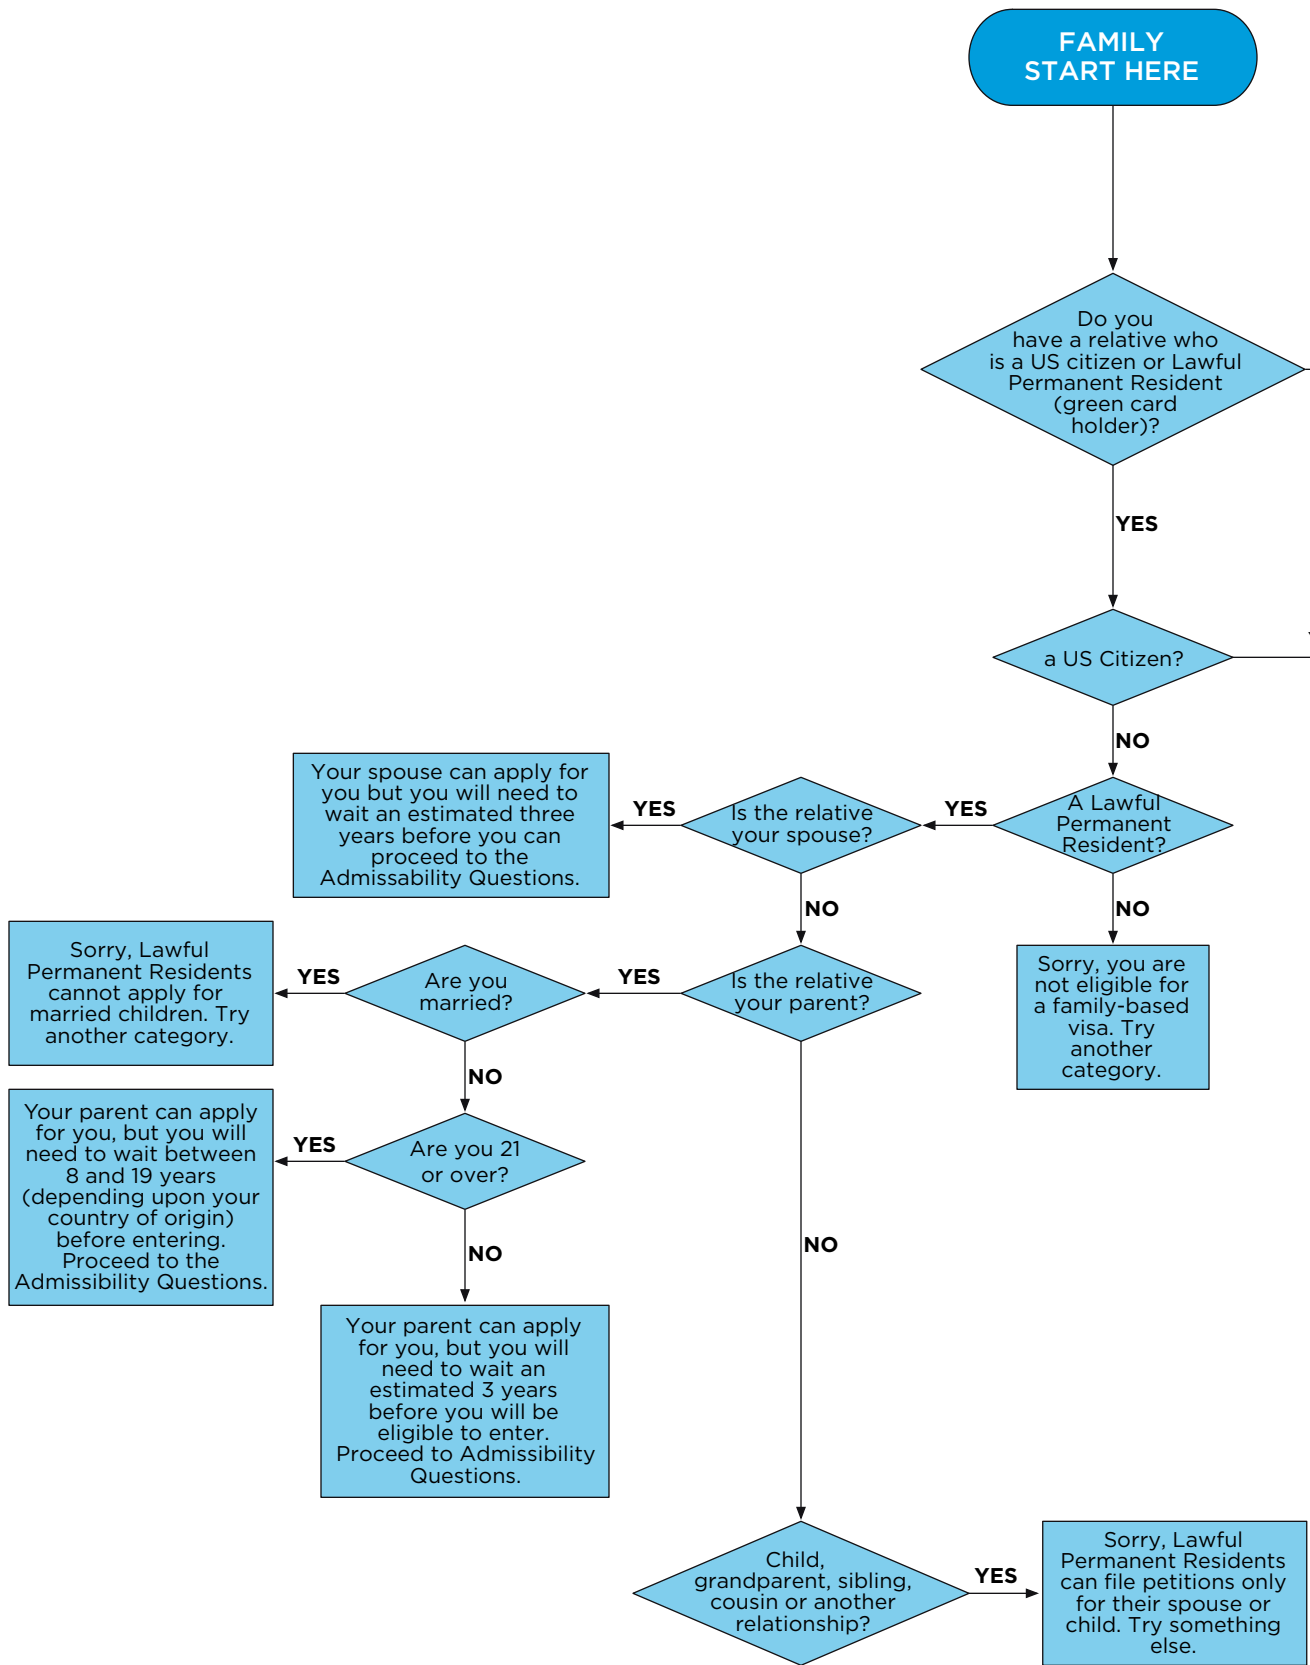 FAMILY
START HERE
Do you
have a relative who
is a US citizen or Lawful
Permanent Resident
(green card
holder)?
YES
a US Citizen?
NO
A Lawful
Permanent
Resident?
YES
Is the relative
your spouse?
YES
Your spouse can apply for
you but you will need to
wait an estimated three
years before you can
proceed to the
Admissability Questions.
NO
NO
Sorry, you are
not eligible for
a family-based
visa. Try
another
category.
Is the relative
your parent?
YES
Are you
married?
YES
Sorry, Lawful
Permanent Residents
cannot apply for
married children. Try
another category.
NO
Are you 21
or over?
YES
Your parent can apply
for you, but you will
need to wait between
8 and 19 years
(depending upon your
country of origin)
before entering.
Proceed to the
Admissibility Questions.
NO
Your parent can apply
for you, but you will
need to wait an
estimated 3 years
before you will be
eligible to enter.
Proceed to Admissibility
Questions.
NO
Child,
grandparent, sibling,
cousin or another
relationship?
YES
Sorry, Lawful
Permanent Residents
can file petitions only
for their spouse or
child. Try something
else.